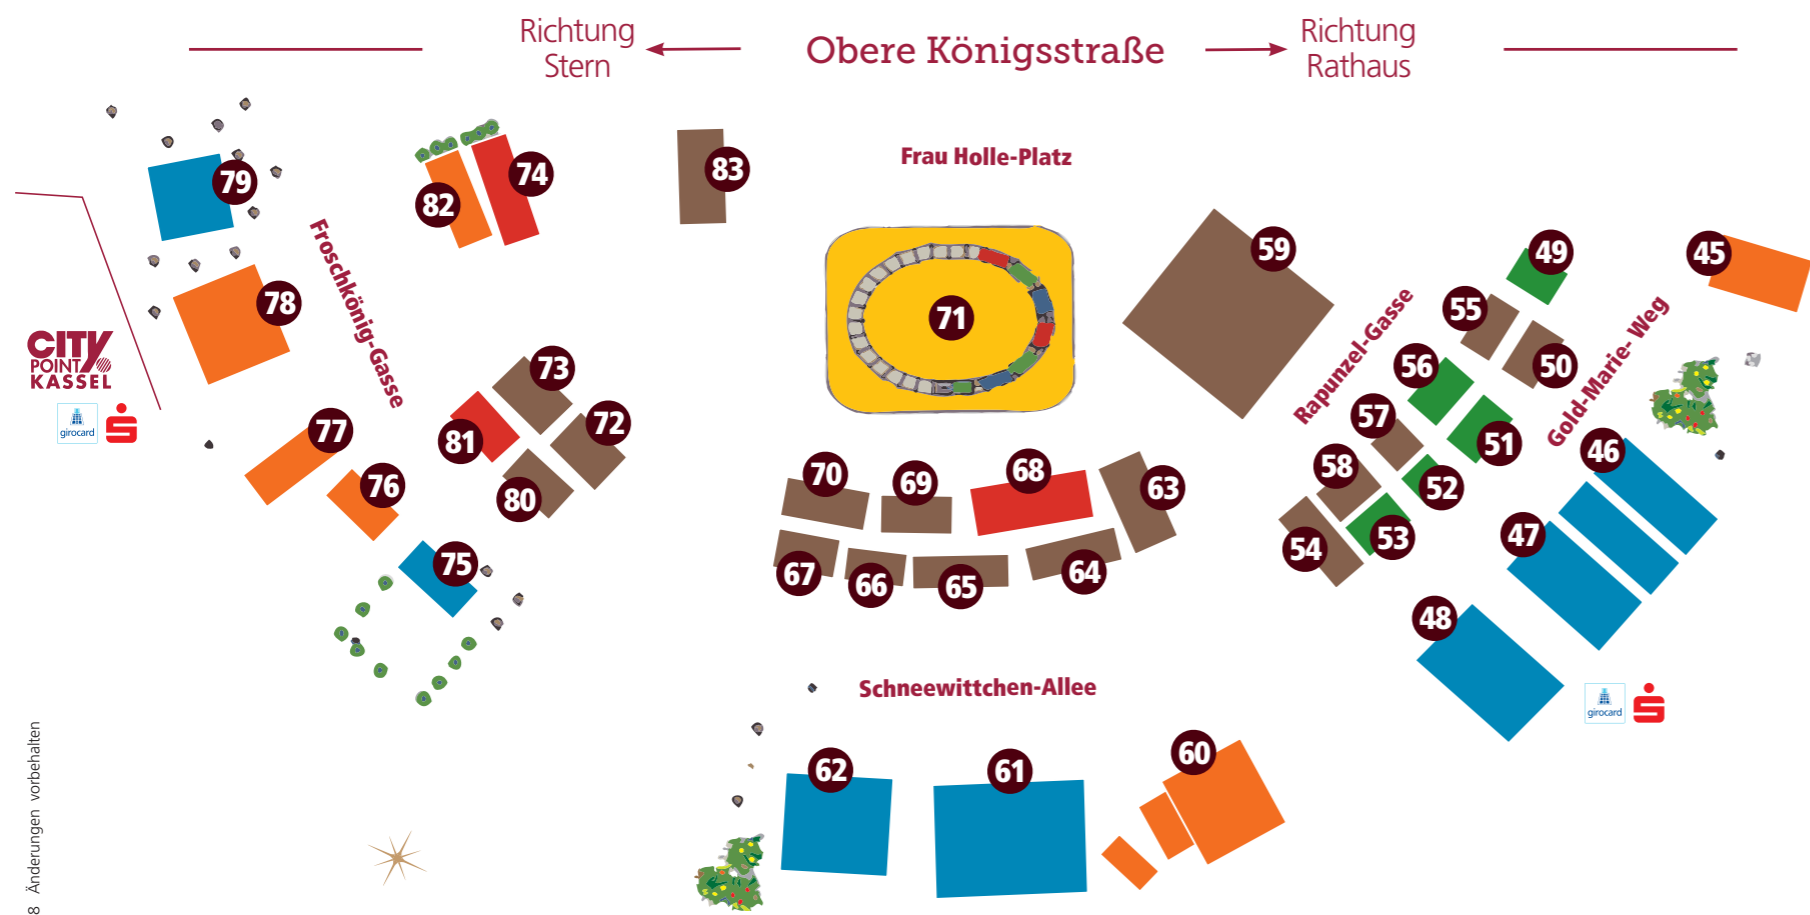 Richtung
Stern
Obere Königsstraße
Richtung
Rathaus
Frau Holle-Platz
83
74
79
82
Froschkönig-Gasse
78
71
59
49
45
55
50
Rapunzel-Gasse
Gold-Marie- Weg
CITY
POINT
KASSEL
girocard
73
72
81
80
77
76
75
56
57
51
46
58
52
54
53
47
48
70
69
68
63
67
66
65
64
Schneewittchen-Allee
girocard
62
61
60
8 Änderungen vorbehalten